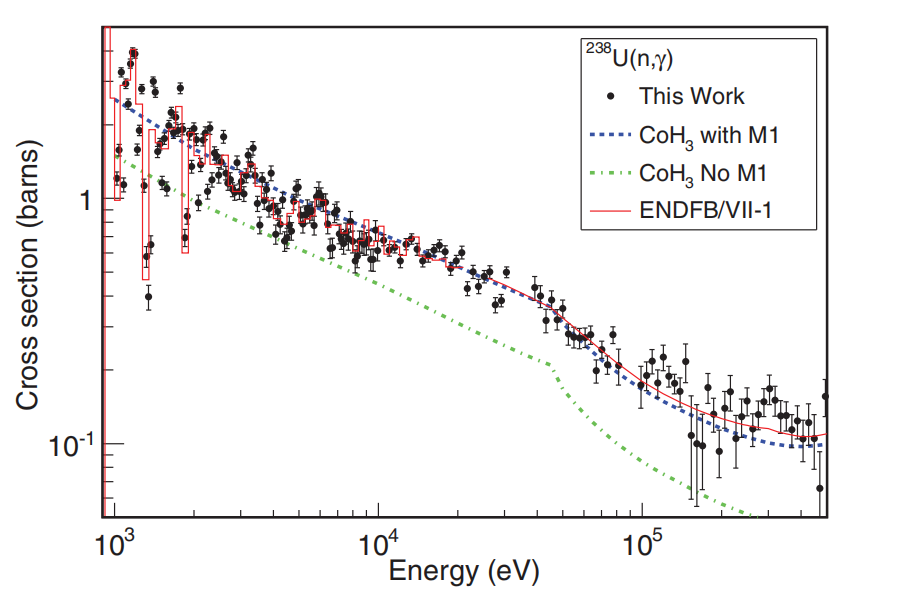 ²³⁸U(n,γ)
This Work
CoH₃ with M1
CoH₃ No M1
ENDFB/VII-1
Cross section (barns)
1
10⁻¹
10³ 10⁴ 10⁵
Energy (eV)